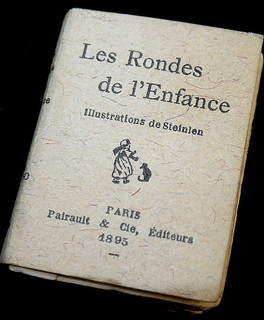 Les Rondes
de l'Enfance
Illustrations de Steinlen
PARIS
Pairault & Cie, Éditeurs
1895